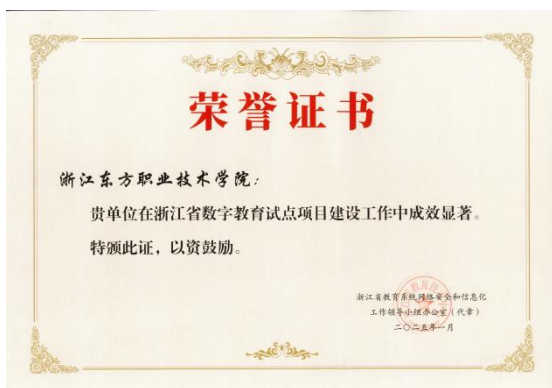 荣誉证书
浙江东方职业技术学院：
贵单位在浙江省数字教育试点项目建设工作中成效显著。
特颁此证，以资鼓励。
浙江省教育系统网络安全和信息化
工作领导小组办公室（代章）
二〇二五年一月